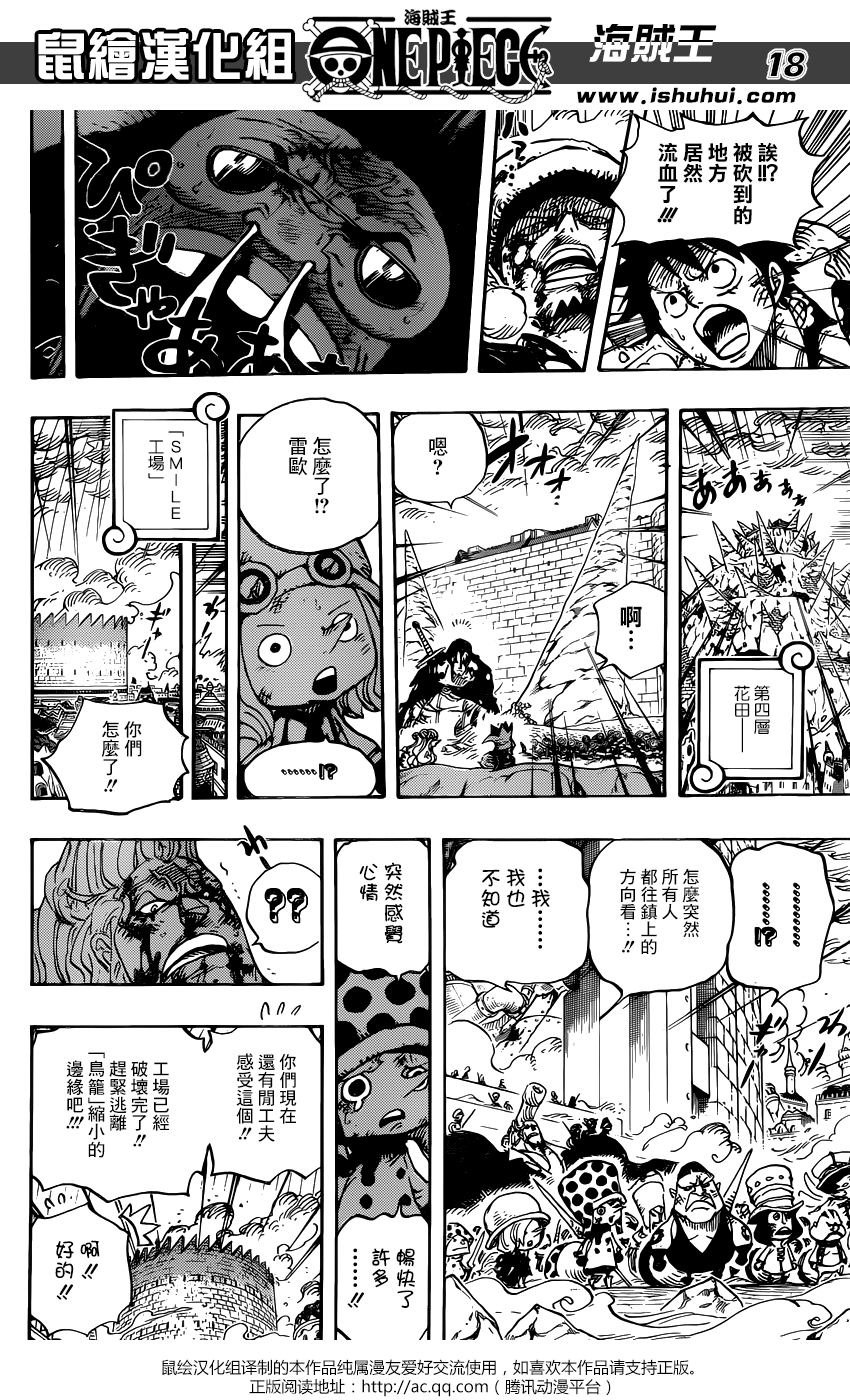 鼠繪漢化組
海賊王
ONE PIECE
海賊王
18
www.ishuhui.com
誒!!?
被砍到的
地方
居然
流血了!!!
!?
ぴぎゃああ
ぁぁぁぁぁ
第四層
花田——
啊
…
オオオ
嗯?
怎麼了!?
雷歐
……!?
「SMILE
工場」
你們
怎麼了!!
……
……!?
怎麼突然
所有人
都往鎮上的
方向看…!!
…我……
我也
不知道
突然感覺
心情
暢快了
許多
……!
??
你們現在
還有閒工夫
感受這個!!
工場已經
破壞完了!!
趕緊逃離
「鳥籠」縮小的
邊緣吧!!!
啊!!
好的!!
鼠绘汉化组译制的本作品纯属漫友爱好交流使用，如喜欢本作品请支持正版。
正版阅读地址：http://ac.qq.com（腾讯动漫平台）